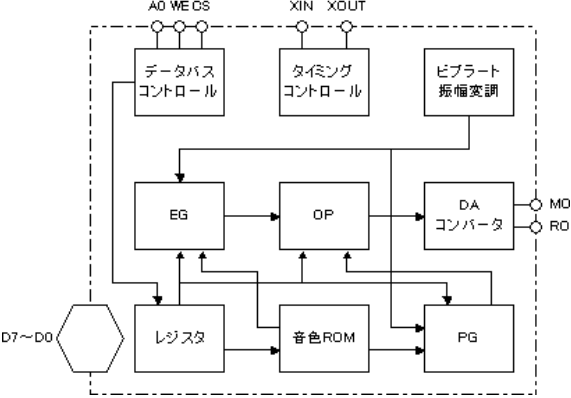 A0 WE CS XIN XOUT
データバス
コントロール
タイミング
コントロール
ビブラート
振幅変調
EG
OP
DA
コンバータ
MO
RO
D7～D0
レジスタ
音色ROM
PG